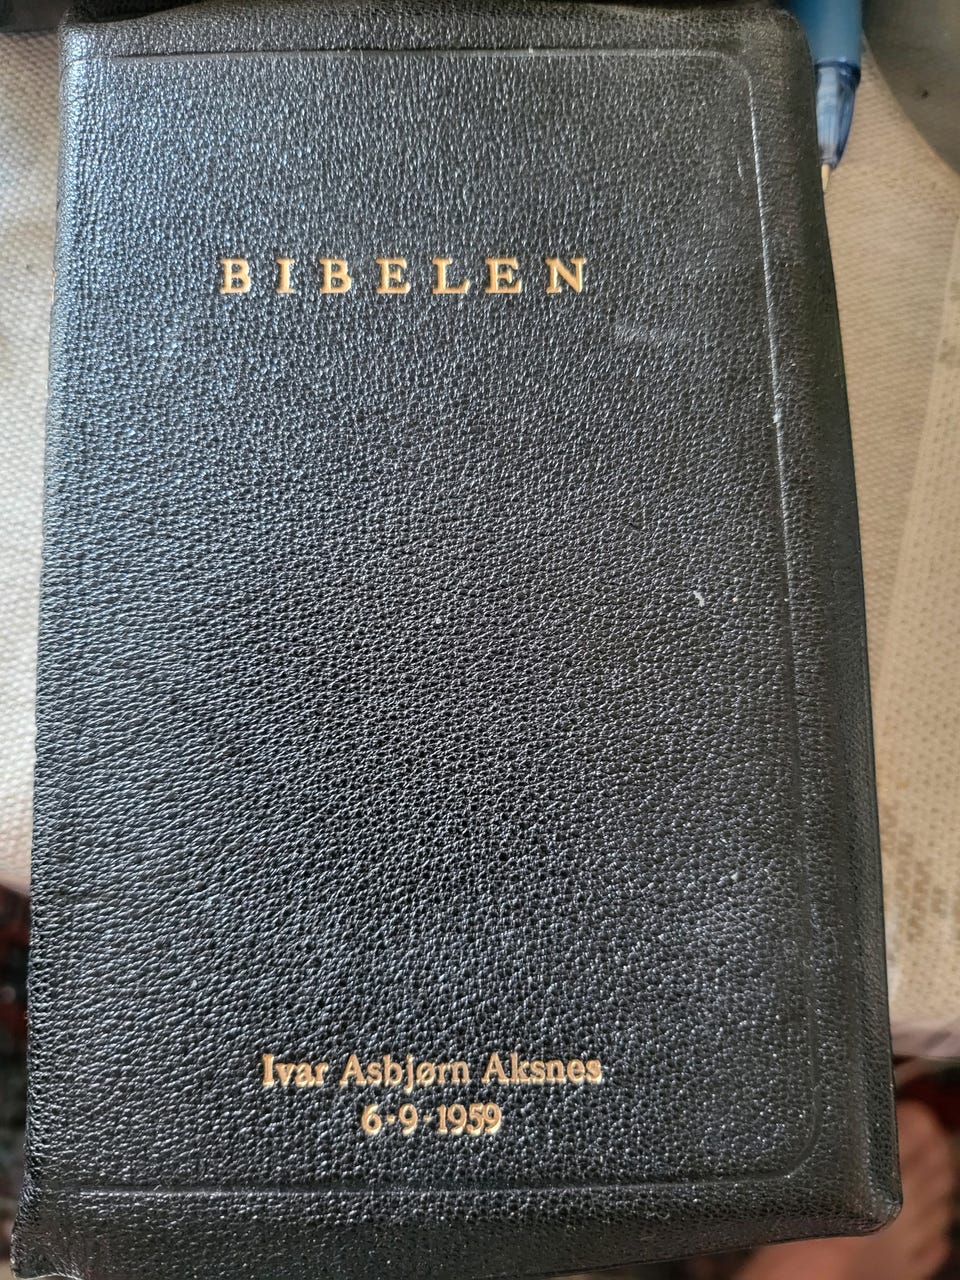 BIBELEN
Ivar Asbjørn Aksnes
6-9-1959